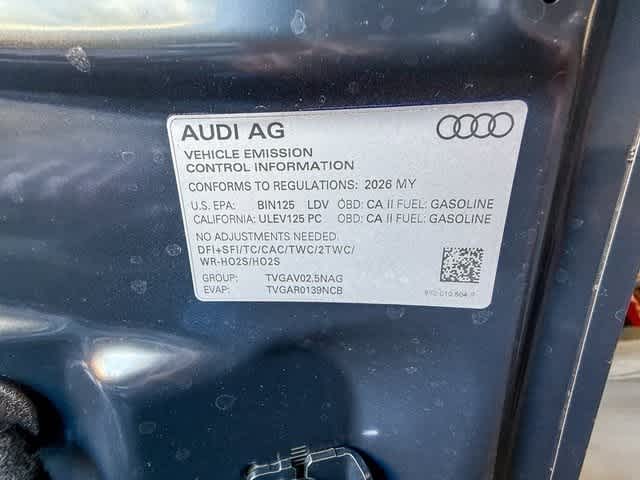 AUDI AG
VEHICLE EMISSION
CONTROL INFORMATION
CONFORMS TO REGULATIONS: 2026 MY
U.S. EPA: BIN125 LDV OBD: CA II FUEL: GASOLINE
CALIFORNIA: ULEV125 PC OBD: CA II FUEL: GASOLINE
NO ADJUSTMENTS NEEDED.
DFI+SFI/TC/CAC/TWC/2TWC/
WR-HO2S/HO2S
GROUP: TVGAV02.5NAG
EVAP: TVGAR0139NCB